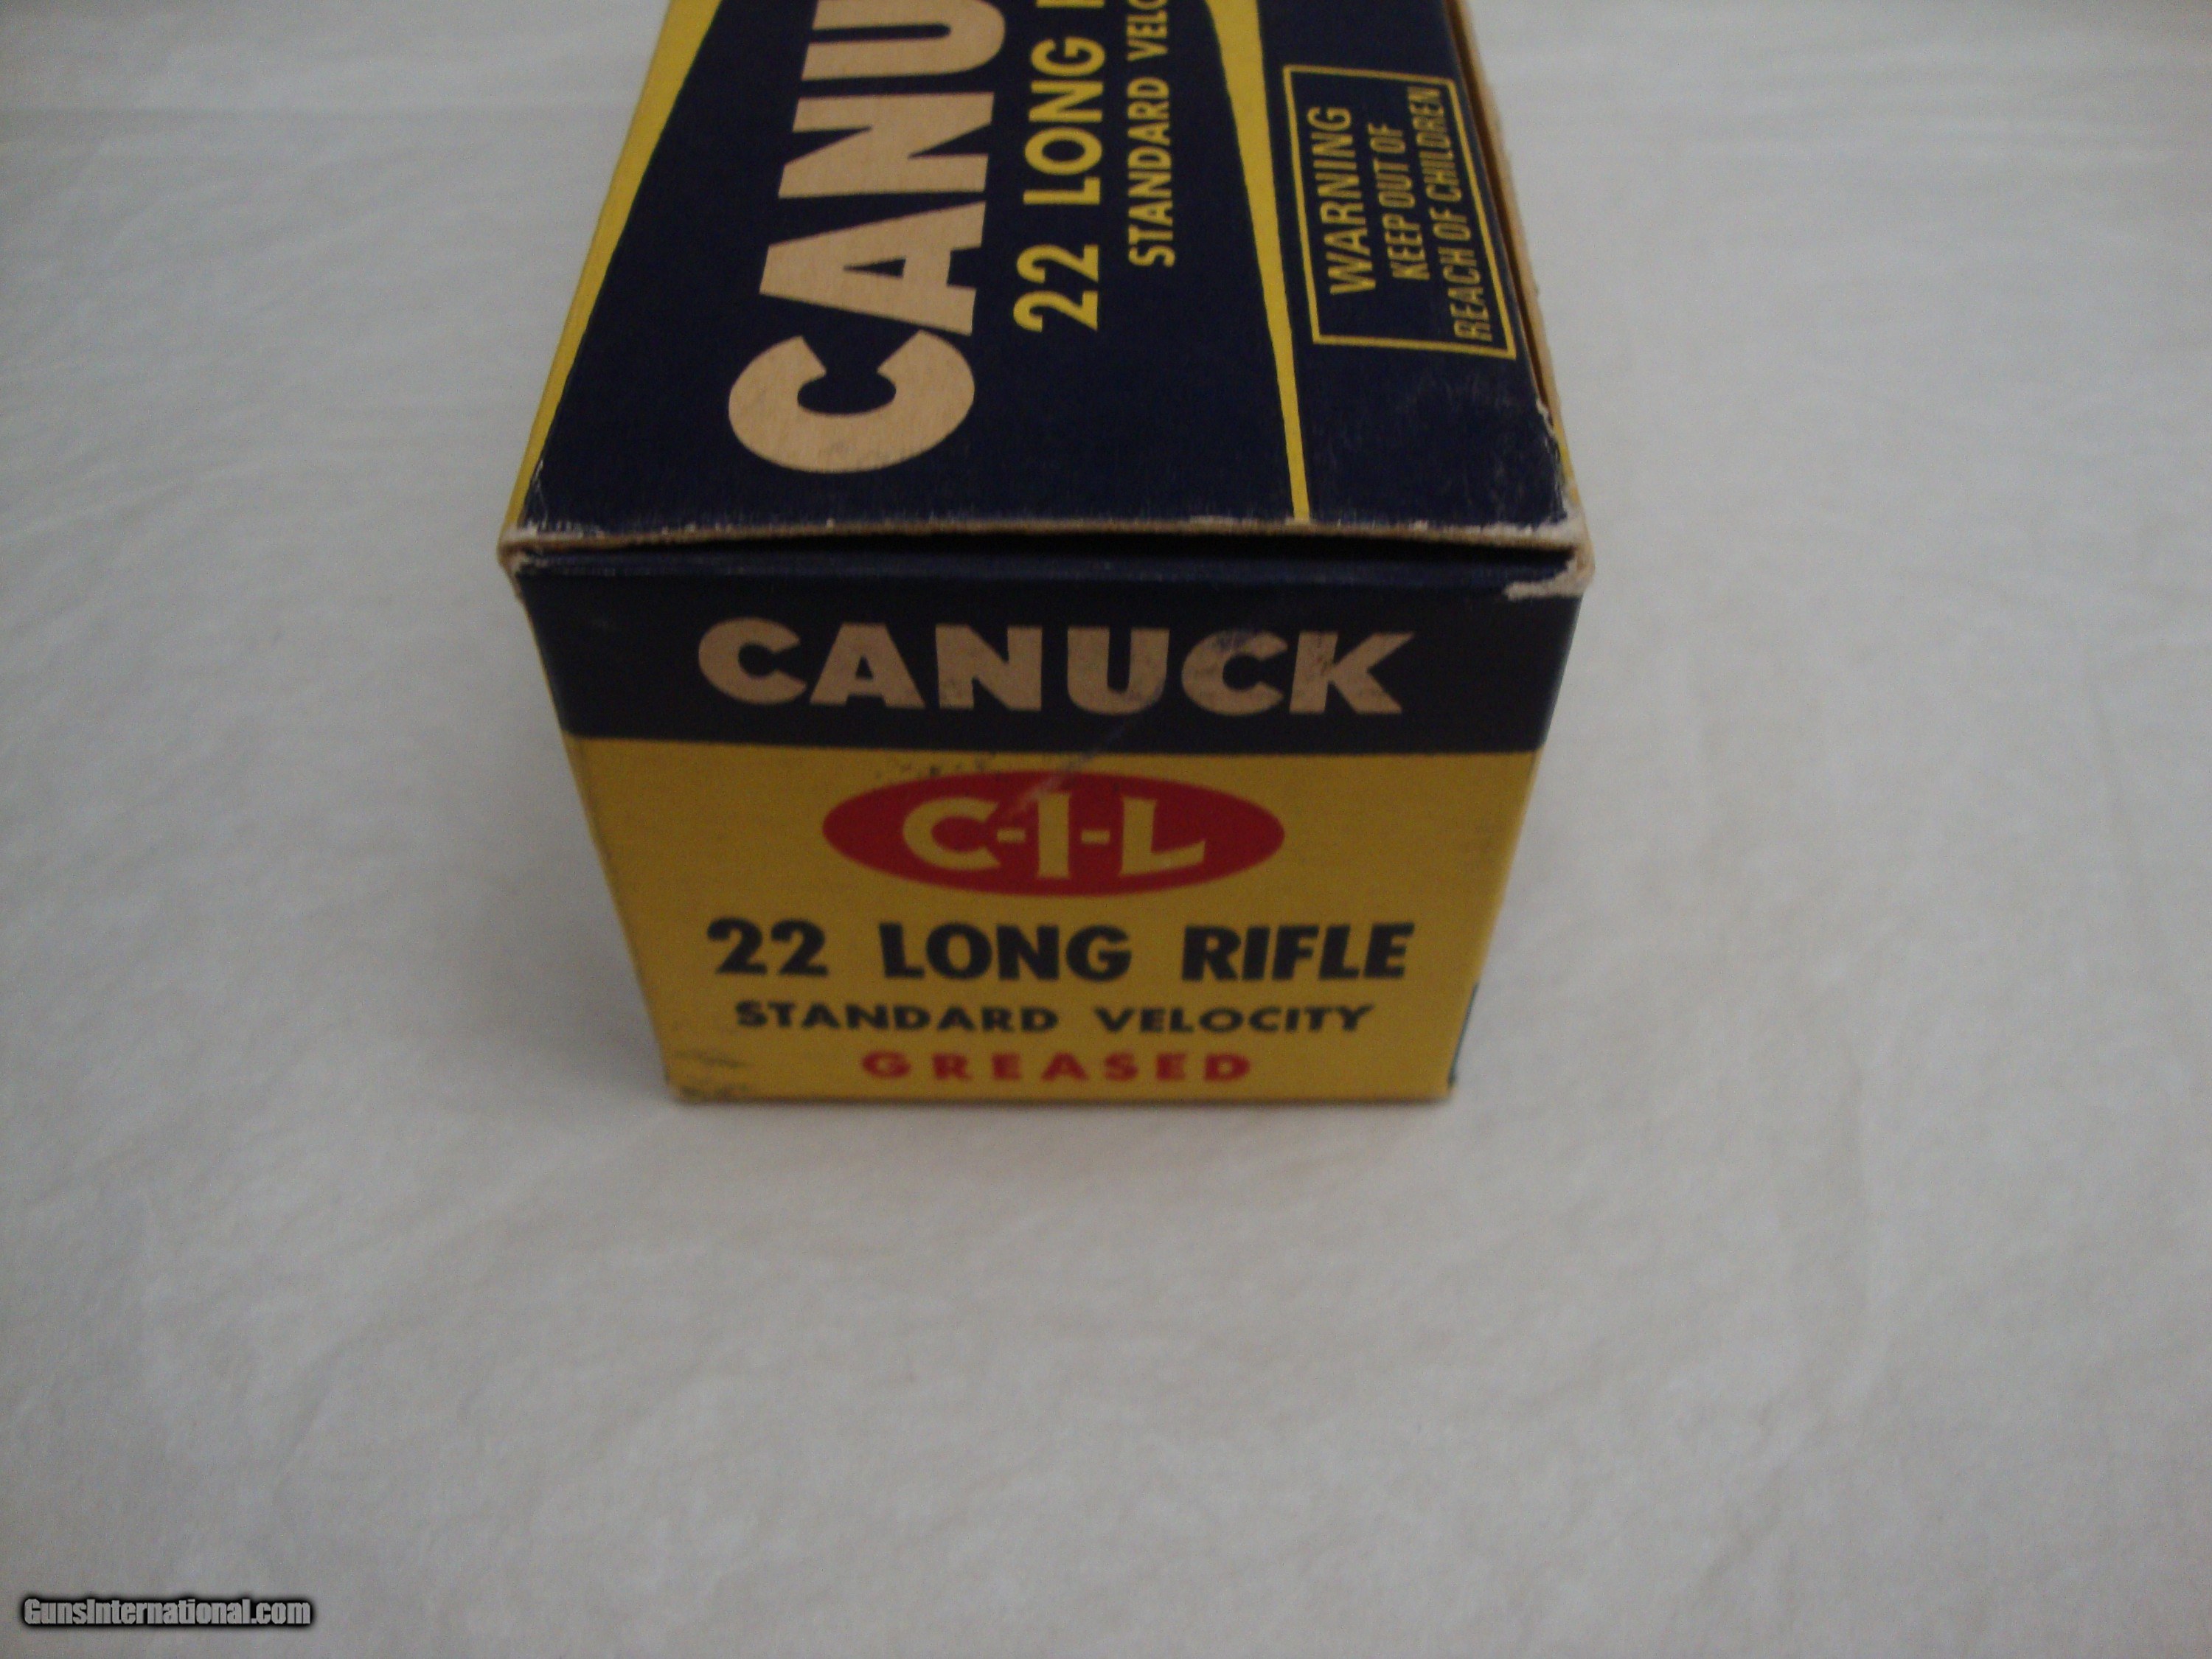 CANU
22 LONG
STANDARD VELO
WARNING
KEEP OUT OF
REACH OF CHILDREN
CANUCK
C-I-L
22 LONG RIFLE
STANDARD VELOCITY
GREASED
GunsInternational.com